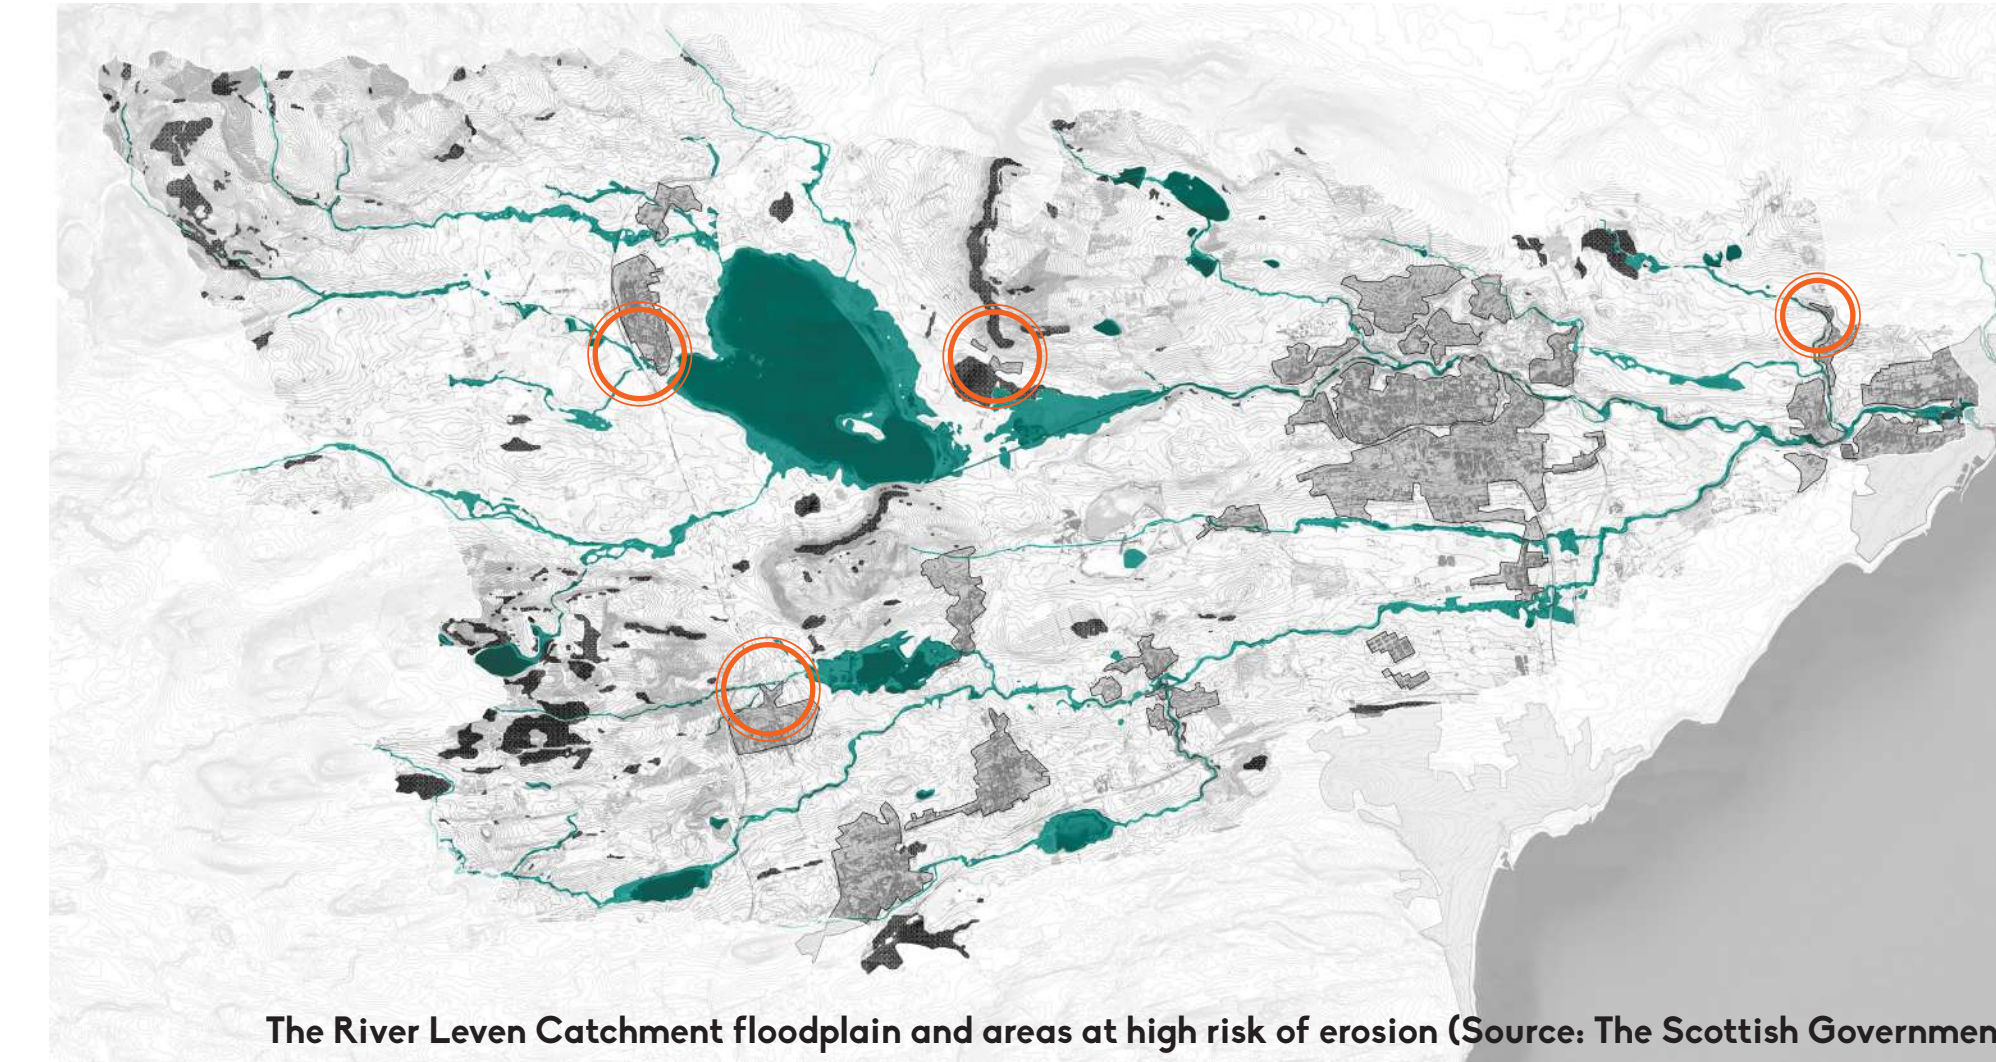 The River Leven Catchment floodplain and areas at high risk of erosion (Source: The Scottish Governmen